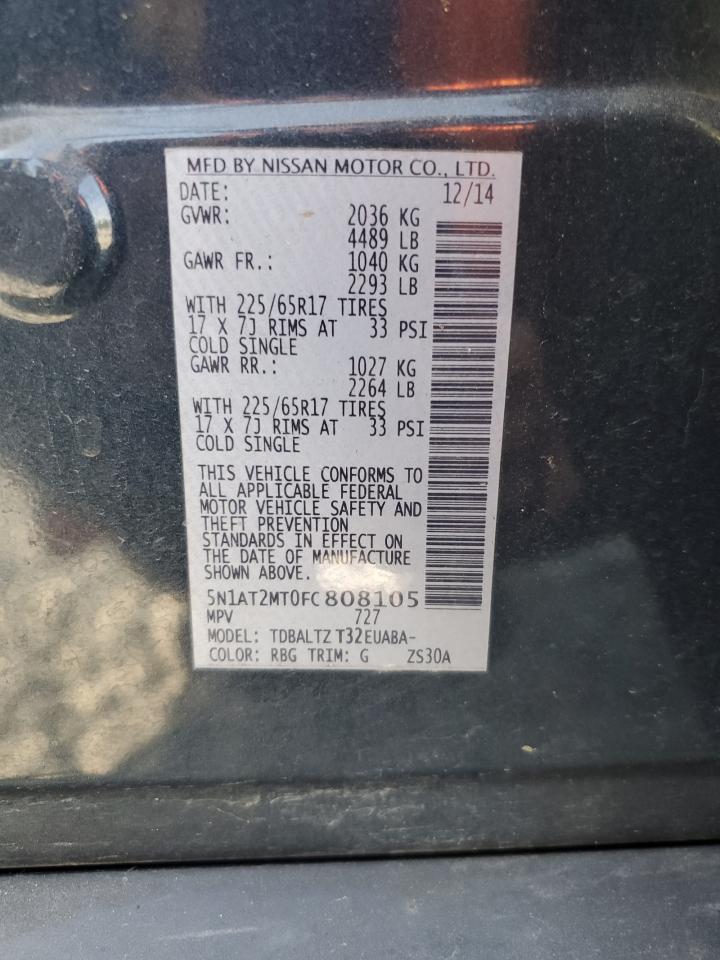 MFD BY NISSAN MOTOR CO., LTD.
DATE: 12/14
GVWR: 2036 KG
4489 LB
GAWR FR.: 1040 KG
2293 LB
WITH 225/65R17 TIRES
17 X 7J RIMS AT 33 PSI
COLD SINGLE
GAWR RR.: 1027 KG
2264 LB
WITH 225/65R17 TIRES
17 X 7J RIMS AT 33 PSI
COLD SINGLE
THIS VEHICLE CONFORMS TO
ALL APPLICABLE FEDERAL
MOTOR VEHICLE SAFETY AND
THEFT PREVENTION
STANDARDS IN EFFECT ON
THE DATE OF MANUFACTURE
SHOWN ABOVE.
5N1AT2MT0FC808105
MPV 727
MODEL: TDBALTZ T32EUABA-
COLOR: RBG TRIM: G ZS30A